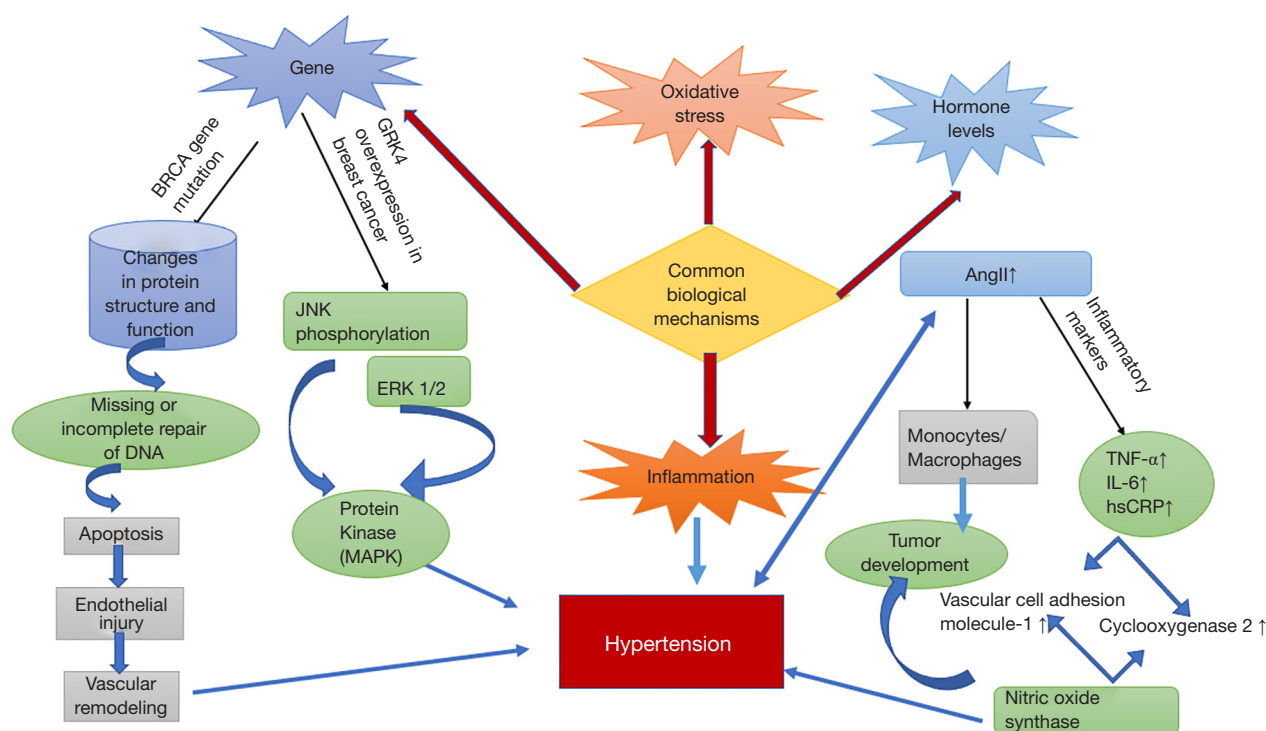 Gene
Oxidative
stress
Hormone
levels
BRCA gene
mutation
GRK4
overexpression in
breast cancer
Changes
in protein
structure and
function
Common
biological
mechanisms
AngII↑
Inflammatory
markers
JNK
phosphorylation
ERK 1/2
Missing or
incomplete repair
of DNA
Monocytes/
Macrophages
TNF-α↑
IL-6↑
hsCRP↑
Inflammation
Protein
Kinase
(MAPK)
Apoptosis
Tumor
development
Endothelial
injury
Vascular cell adhesion
molecule-1 ↑
Cyclooxygenase 2 ↑
Hypertension
Vascular
remodeling
Nitric oxide
synthase